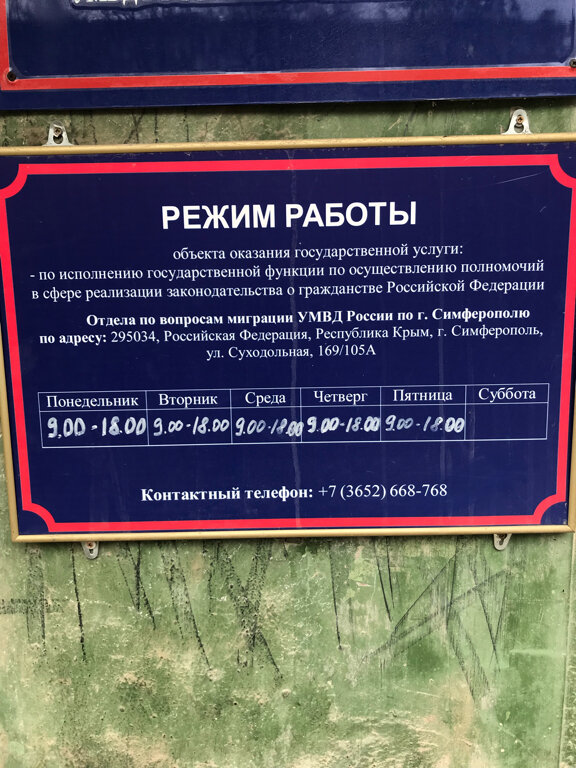 РЕЖИМ РАБОТЫ
объекта оказания государственной услуги:
- по исполнению государственной функции по осуществлению полномочий
в сфере реализации законодательства о гражданстве Российской Федерации
Отдела по вопросам миграции УМВД России по г. Симферополю
по адресу: 295034, Российская Федерация, Республика Крым, г. Симферополь,
ул. Суходольная, 169/105А
Понедельник Вторник Среда Четверг Пятница Суббота
9.00-18.00 9.00-18.00 9.00-18.00 9.00-18.00 9.00-18.00
Контактный телефон: +7 (3652) 668-768